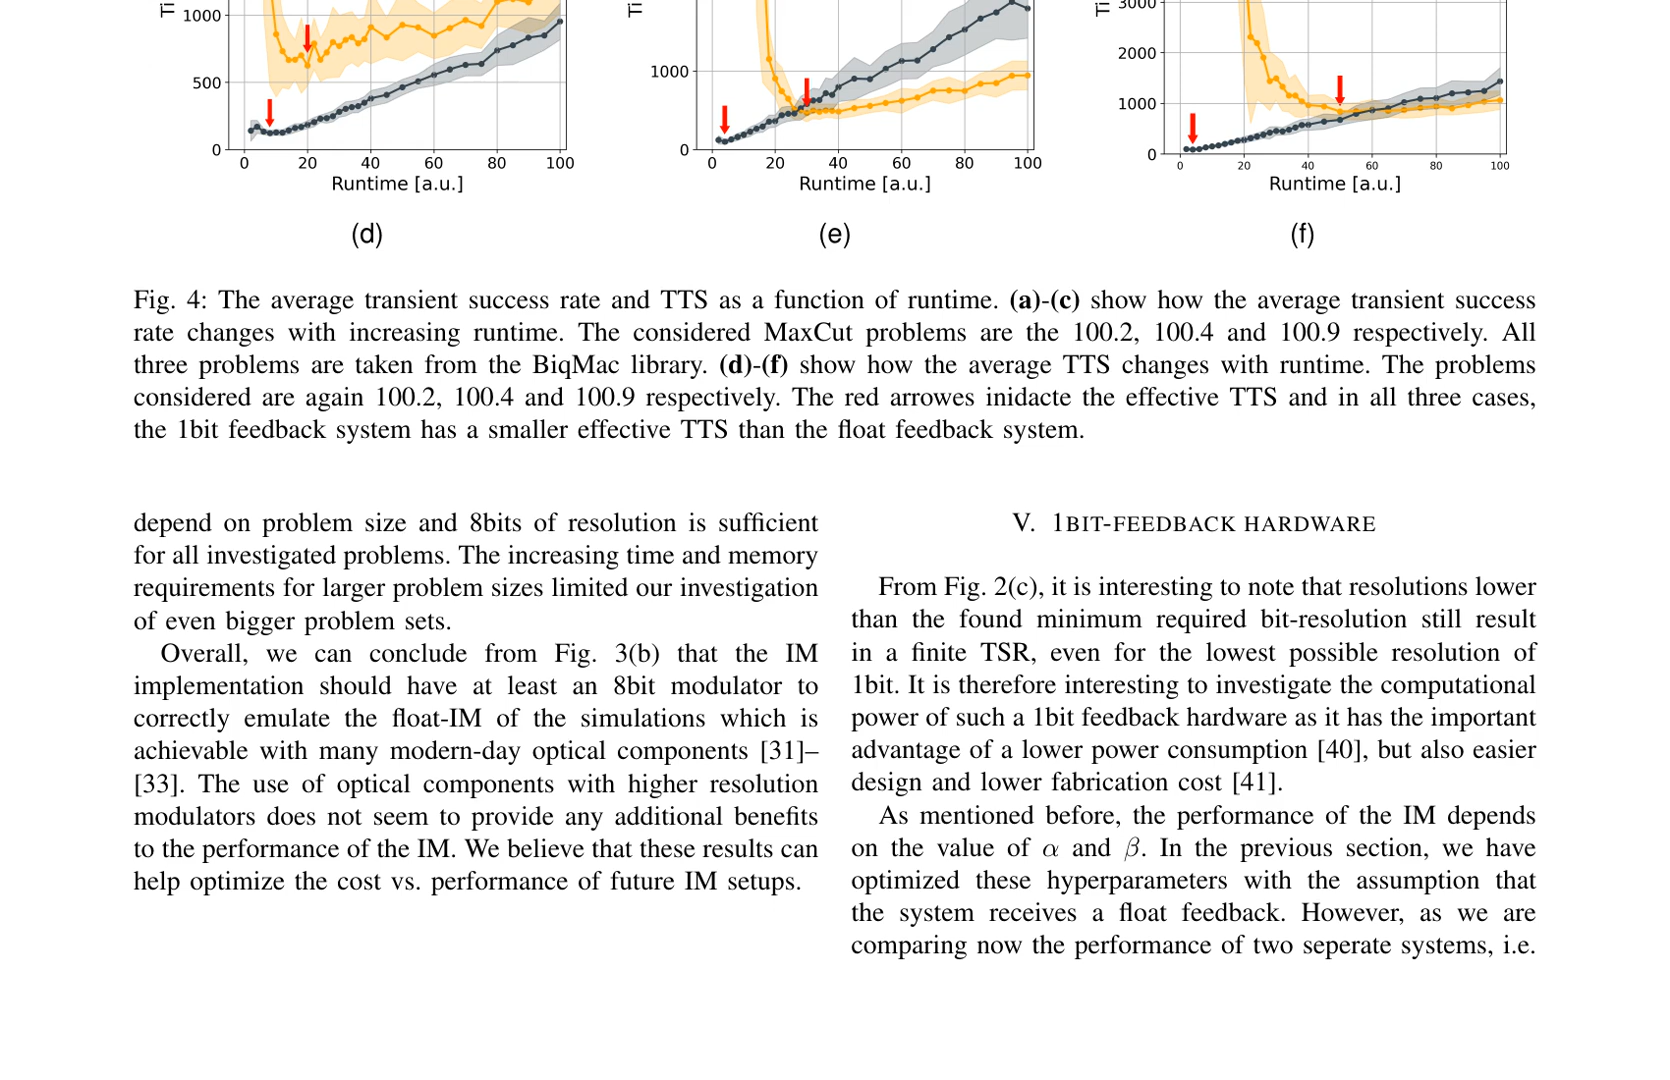 Ti
1000
500
0
0 20 40 60 80 100
Runtime [a.u.]
(d)
Ti
1000
0
0 20 40 60 80 100
Runtime [a.u.]
(e)
Ti
3000
2000
1000
0
0 20 40 60 80 100
Runtime [a.u.]
(f)
Fig. 4: The average transient success rate and TTS as a function of runtime. (a)-(c) show how the average transient success
rate changes with increasing runtime. The considered MaxCut problems are the 100.2, 100.4 and 100.9 respectively. All
three problems are taken from the BiqMac library. (d)-(f) show how the average TTS changes with runtime. The problems
considered are again 100.2, 100.4 and 100.9 respectively. The red arrowes inidacte the effective TTS and in all three cases,
the 1bit feedback system has a smaller effective TTS than the float feedback system.
depend on problem size and 8bits of resolution is sufficient
for all investigated problems. The increasing time and memory
requirements for larger problem sizes limited our investigation
of even bigger problem sets.
Overall, we can conclude from Fig. 3(b) that the IM
implementation should have at least an 8bit modulator to
correctly emulate the float-IM of the simulations which is
achievable with many modern-day optical components [31]–
[33]. The use of optical components with higher resolution
modulators does not seem to provide any additional benefits
to the performance of the IM. We believe that these results can
help optimize the cost vs. performance of future IM setups.
V. 1BIT-FEEDBACK HARDWARE
From Fig. 2(c), it is interesting to note that resolutions lower
than the found minimum required bit-resolution still result
in a finite TSR, even for the lowest possible resolution of
1bit. It is therefore interesting to investigate the computational
power of such a 1bit feedback hardware as it has the important
advantage of a lower power consumption [40], but also easier
design and lower fabrication cost [41].
As mentioned before, the performance of the IM depends
on the value of α and β. In the previous section, we have
optimized these hyperparameters with the assumption that
the system receives a float feedback. However, as we are
comparing now the performance of two seperate systems, i.e.